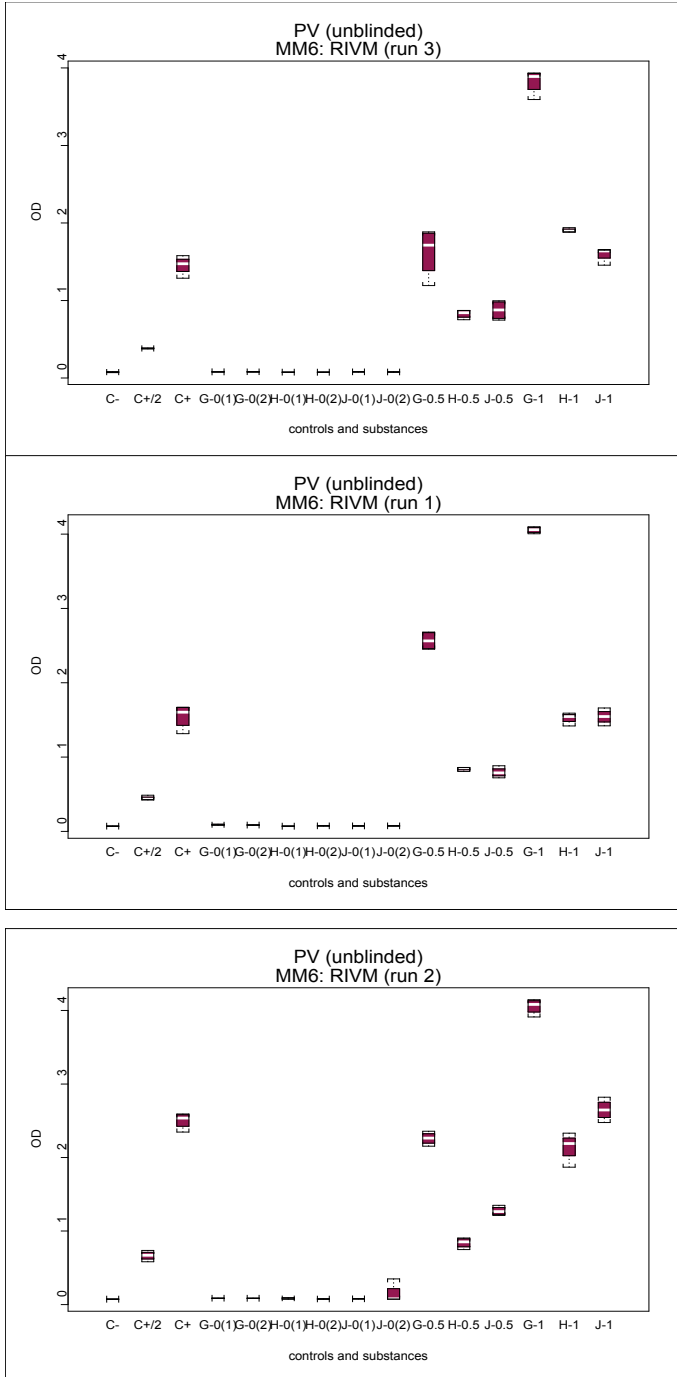 PV (unblinded)
MM6: RIVM (run 3)
4
3
2
1
0
OD
C- C+/2 C+ G-0(1) G-0(2) H-0(1) H-0(2) J-0(1) J-0(2) G-0.5 H-0.5 J-0.5 G-1 H-1 J-1
controls and substances
PV (unblinded)
MM6: RIVM (run 1)
4
3
2
1
0
OD
C- C+/2 C+ G-0(1) G-0(2) H-0(1) H-0(2) J-0(1) J-0(2) G-0.5 H-0.5 J-0.5 G-1 H-1 J-1
controls and substances
PV (unblinded)
MM6: RIVM (run 2)
4
3
2
1
0
OD
C- C+/2 C+ G-0(1) G-0(2) H-0(1) H-0(2) J-0(1) J-0(2) G-0.5 H-0.5 J-0.5 G-1 H-1 J-1
controls and substances